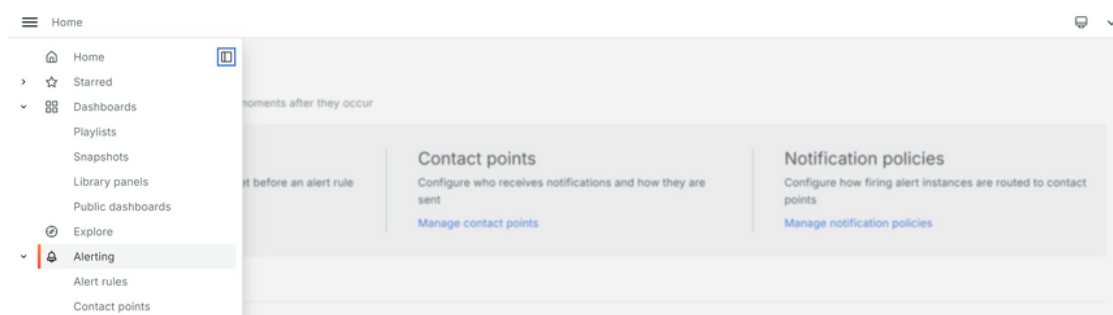 Home
Home
Starred
Dashboards
moments after they occur
Playlists
Snapshots
Library panels
Public dashboards
Explore
Alerting
Alert rules
Contact points
before an alert rule
Contact points
Configure who receives notifications and how they are
sent
Manage contact points
Notification policies
Configure how firing alert instances are routed to contact
points
Manage notification policies